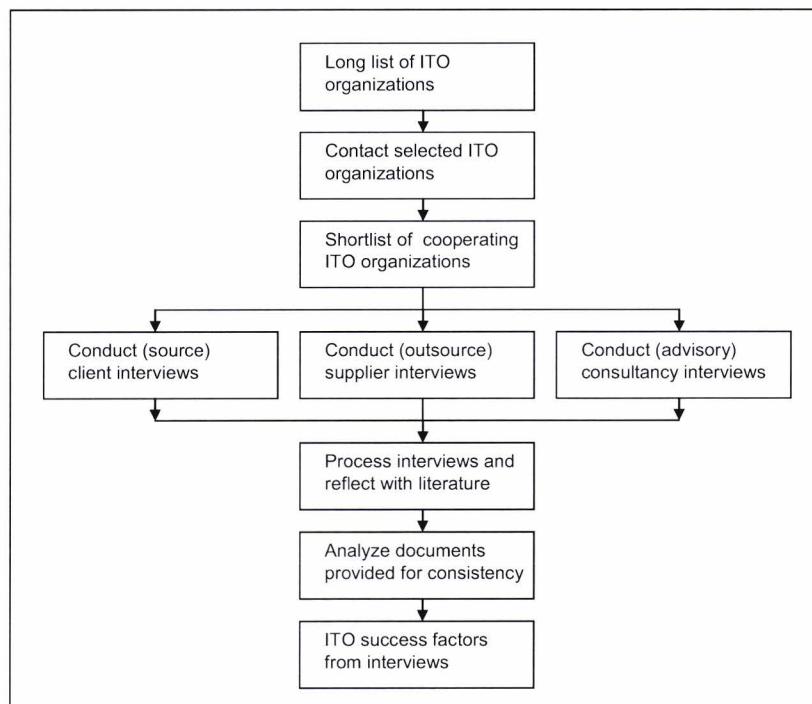 Long list of ITO
organizations
Contact selected ITO
organizations
Shortlist of cooperating
ITO organizations
Conduct (source)
client interviews
Conduct (outsource)
supplier interviews
Conduct (advisory)
consultancy interviews
Process interviews and
reflect with literature
Analyze documents
provided for consistency
ITO success factors
from interviews